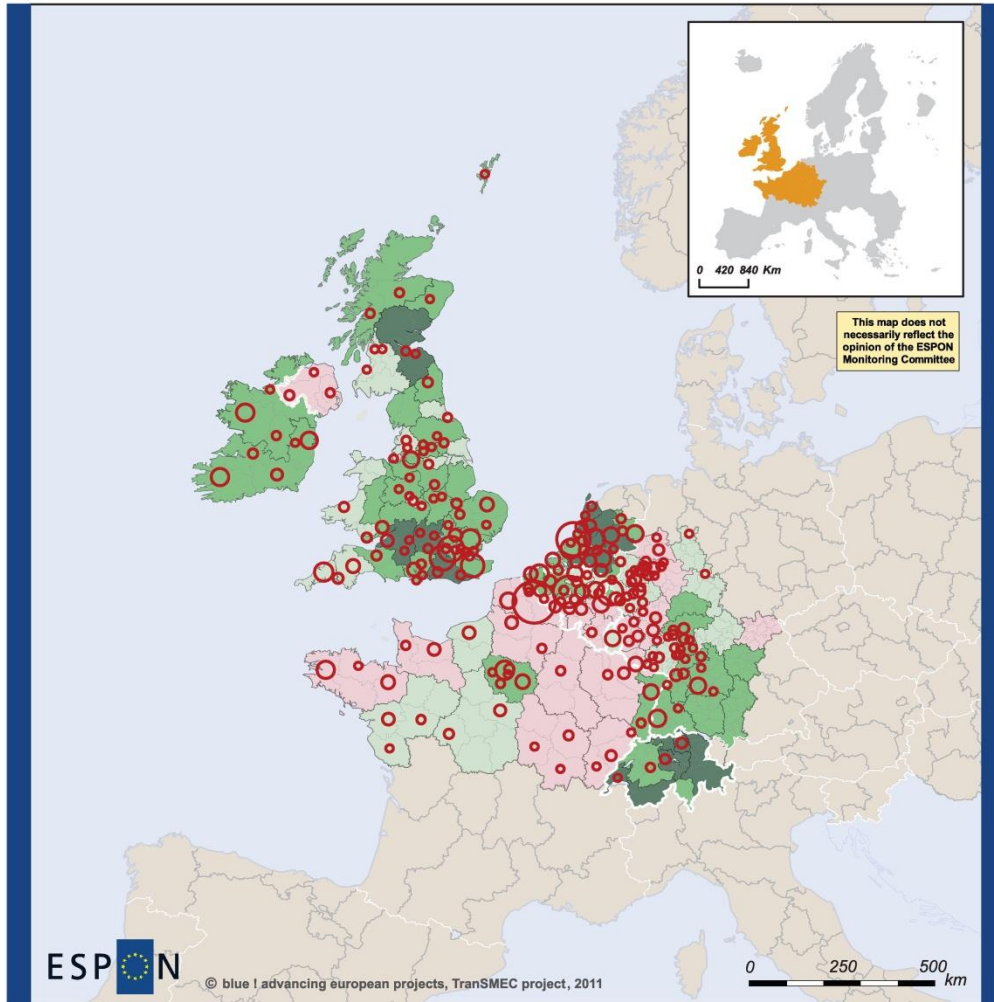 0 420 840 Km
This map does not
necessarily reflect the
opinion of the ESPON
Monitoring Committee
ESPON
© blue ! advancing european projects, TranSMEC project, 2011
0 250 500
km